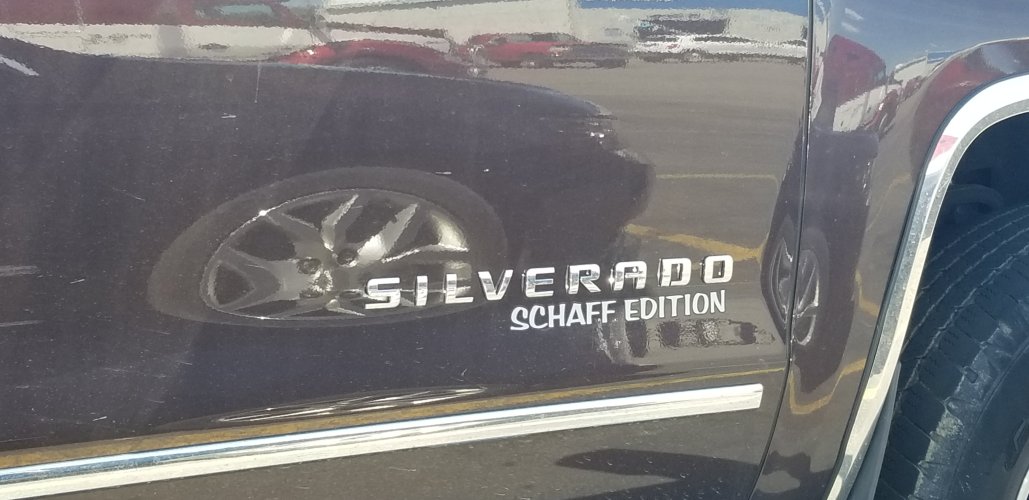 SILVERADO
SCHAFF EDITION